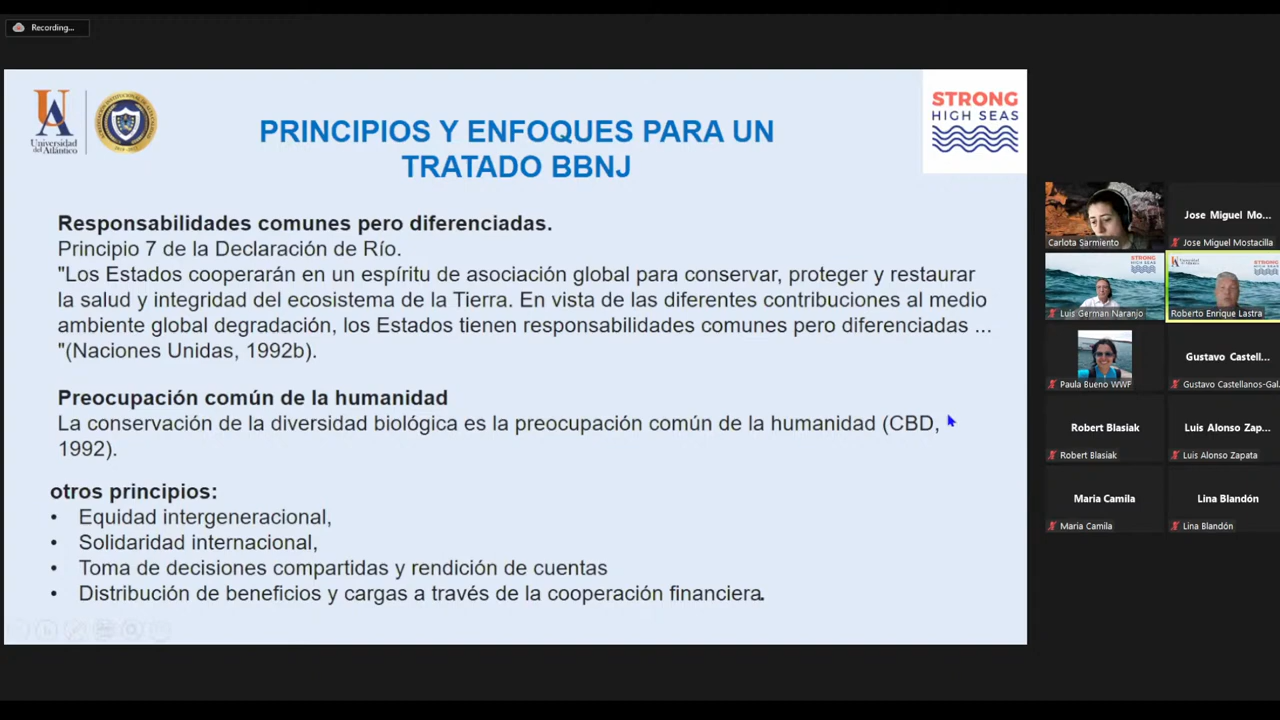 Recording...
Universidad
del Atlántico
STRONG
HIGH SEAS
PRINCIPIOS Y ENFOQUES PARA UN
TRATADO BBNJ
Responsabilidades comunes pero diferenciadas.
Principio 7 de la Declaración de Río.
"Los Estados cooperarán en un espíritu de asociación global para conservar, proteger y restaurar
la salud y integridad del ecosistema de la Tierra. En vista de las diferentes contribuciones al medio
ambiente global degradación, los Estados tienen responsabilidades comunes pero diferenciadas ...
"(Naciones Unidas, 1992b).
Preocupación común de la humanidad
La conservación de la diversidad biológica es la preocupación común de la humanidad (CBD,
1992).
otros principios:
• Equidad intergeneracional,
• Solidaridad internacional,
• Toma de decisiones compartidas y rendición de cuentas
• Distribución de beneficios y cargas a través de la cooperación financiera.
Carlota Sarmiento
Jose Miguel Mo...
Jose Miguel Mostacilla
STRONG
HIGH SEAS
Luis German Naranjo
Roberto Enrique Lastra
Paula Bueno WWF
Gustavo Castell...
Gustavo Castellanos-Gal...
Robert Blasiak
Robert Blasiak
Luis Alonso Zap...
Luis Alonso Zapata
Maria Camila
Maria Camila
Lina Blandón
Lina Blandón